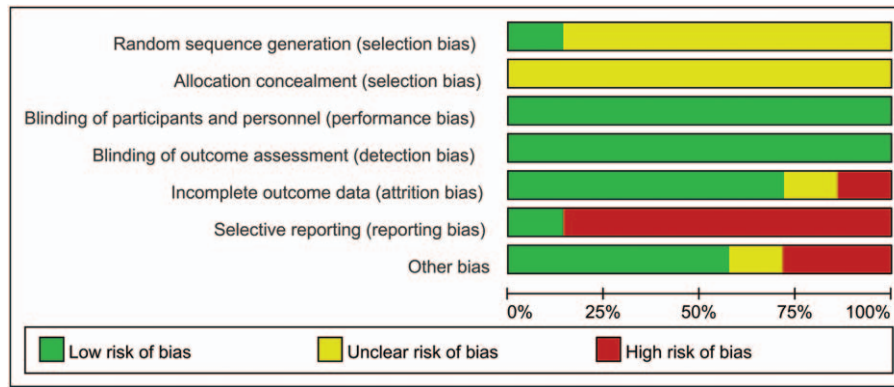 Random sequence generation (selection bias)
Allocation concealment (selection bias)
Blinding of participants and personnel (performance bias)
Blinding of outcome assessment (detection bias)
Incomplete outcome data (attrition bias)
Selective reporting (reporting bias)
Other bias
0% 25% 50% 75% 100%
Low risk of bias Unclear risk of bias High risk of bias